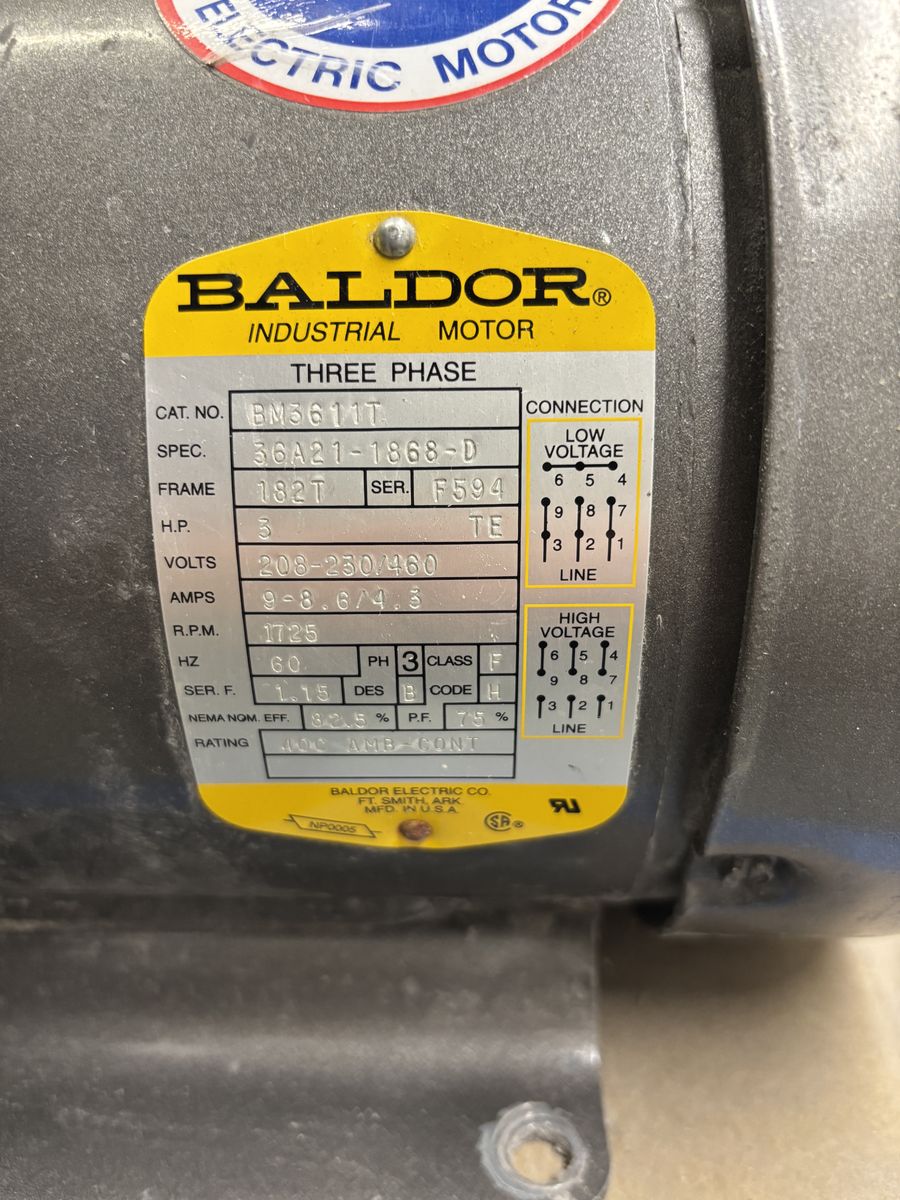 ELECTRIC MOTOR
BALDOR®
INDUSTRIAL MOTOR
THREE PHASE
CAT. NO. BM3611T
SPEC. 36A21-1868-D
FRAME 182T SER. F594
H.P. 3 TE
VOLTS 208-230/460
AMPS 9-8.6/4.3
R.P.M. 1725
HZ 60 PH 3 CLASS F
SER. F. 1.15 DES B CODE H
NEMA NOM. EFF. 82.5 % P.F. 75 %
RATING 40C AMB-CONT
CONNECTION
LOW
VOLTAGE
6 5 4
9 8 7
3 2 1
LINE
HIGH
VOLTAGE
6 5 4
9 8 7
3 2 1
LINE
BALDOR ELECTRIC CO.
FT. SMITH, ARK.
MFD. IN U.S.A.
NP0005 SA®